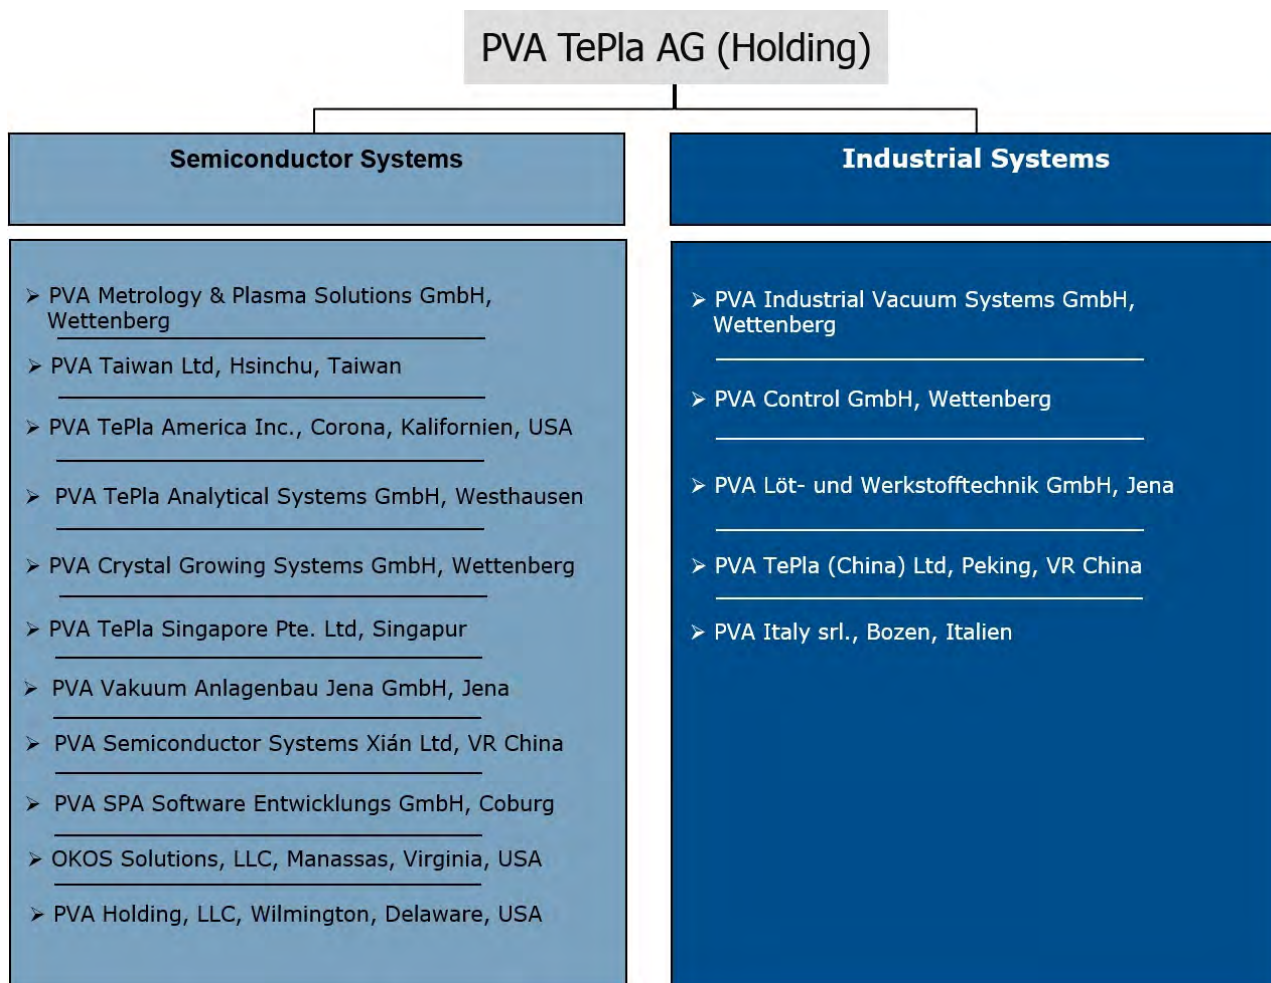 PVA TePla AG (Holding)
Semiconductor Systems
➢ PVA Metrology & Plasma Solutions GmbH,
Wettenberg
➢ PVA Taiwan Ltd, Hsinchu, Taiwan
➢ PVA TePla America Inc., Corona, Kalifornien, USA
➢ PVA TePla Analytical Systems GmbH, Westhausen
➢ PVA Crystal Growing Systems GmbH, Wettenberg
➢ PVA TePla Singapore Pte. Ltd, Singapur
➢ PVA Vakuum Anlagenbau Jena GmbH, Jena
➢ PVA Semiconductor Systems Xián Ltd, VR China
➢ PVA SPA Software Entwicklungs GmbH, Coburg
➢ OKOS Solutions, LLC, Manassas, Virginia, USA
➢ PVA Holding, LLC, Wilmington, Delaware, USA
Industrial Systems
➢ PVA Industrial Vacuum Systems GmbH,
Wettenberg
➢ PVA Control GmbH, Wettenberg
➢ PVA Löt- und Werkstofftechnik GmbH, Jena
➢ PVA TePla (China) Ltd, Peking, VR China
➢ PVA Italy srl., Bozen, Italien